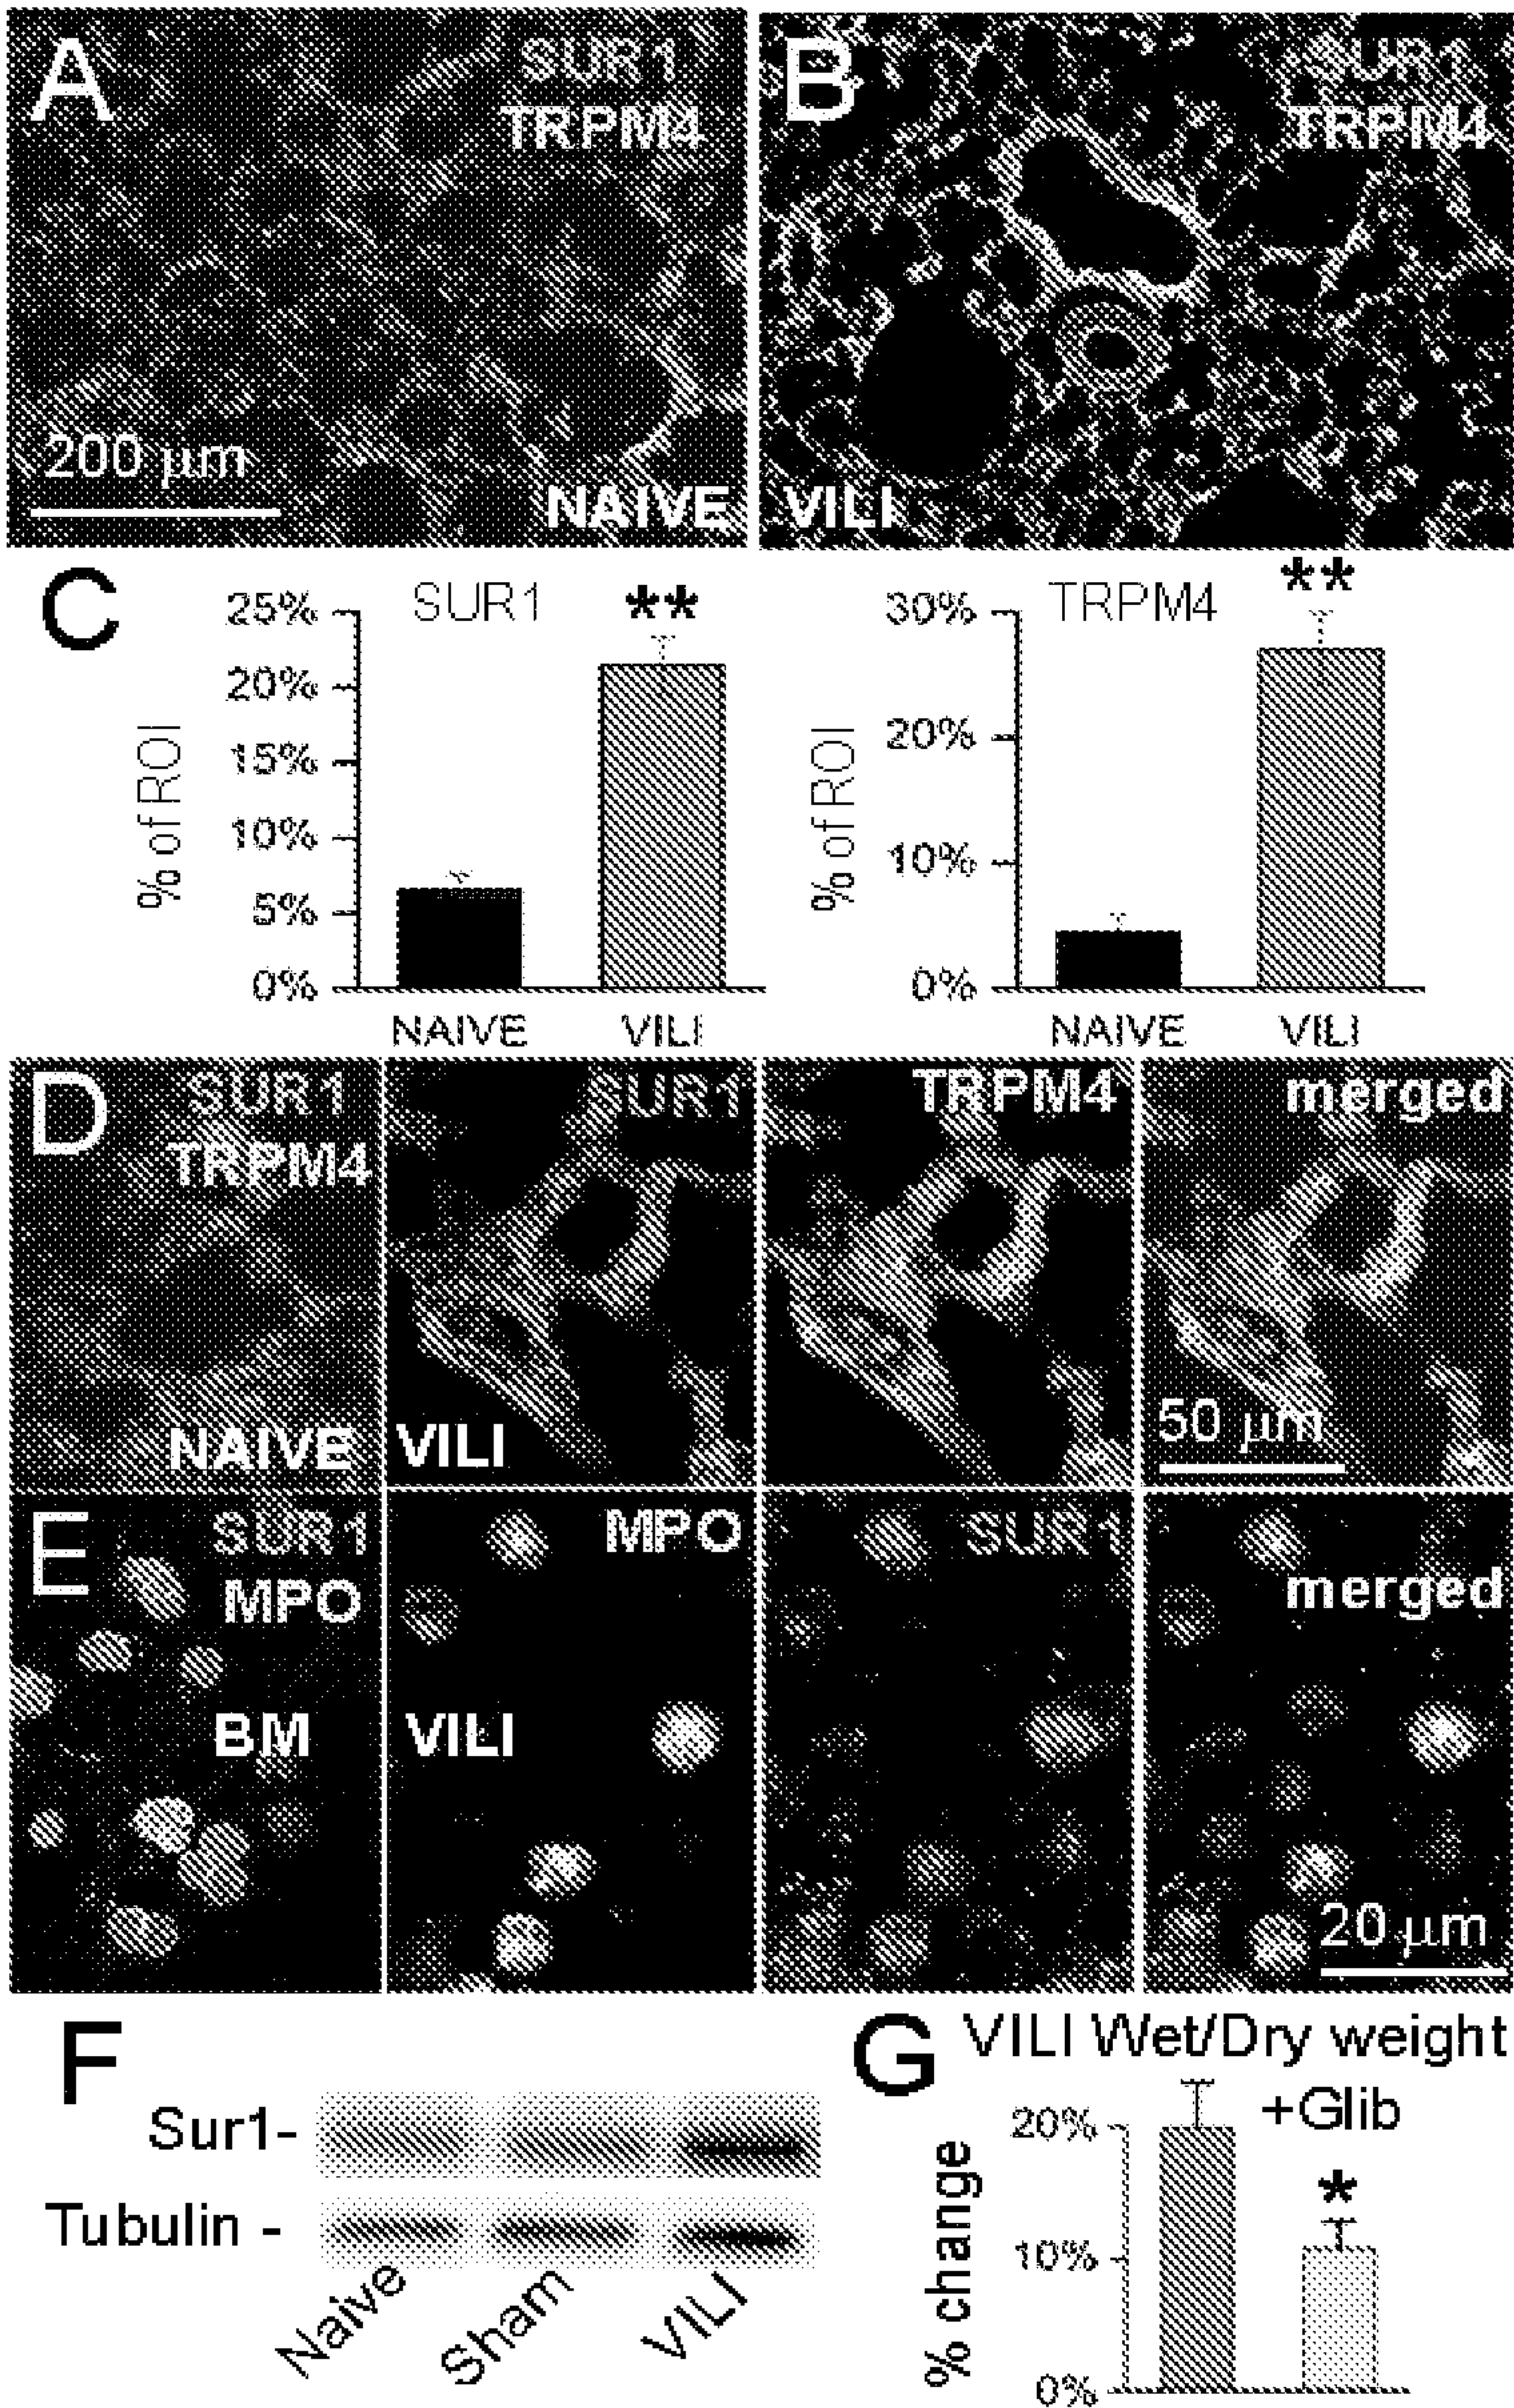 A
SUR1
TRPM4
200 µm
NAIVE
B
SUR1
TRPM4
VILI
C
SUR1
**
% of ROI
25%
20%
15%
10%
5%
0%
NAIVE
VILI
TRPM4
**
% of ROI
30%
20%
10%
0%
NAIVE
VILI
D
SUR1
TRPM4
NAIVE
SUR1
VILI
TRPM4
merged
50 µm
E
SUR1
MPO
BM
MPO
VILI
SUR1
merged
20 µm
F
Sur1-
Tubulin -
Naive
Sham
VILI
G
VILI Wet/Dry weight
+Glib
*
% change
20%
10%
0%